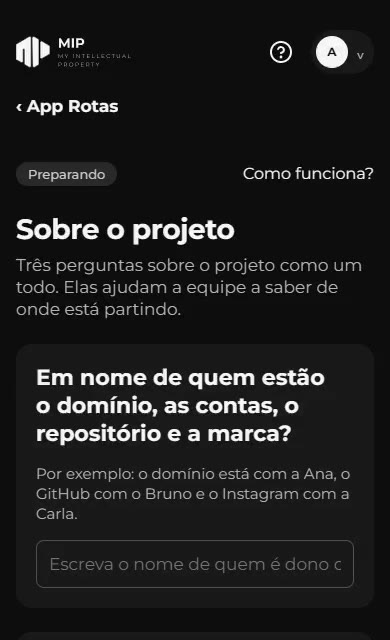 MIP
MY INTELLECTUAL
PROPERTY
A
v
‹ App Rotas
Preparando
Como funciona?
Sobre o projeto
Três perguntas sobre o projeto como um
todo. Elas ajudam a equipe a saber de
onde está partindo.
Em nome de quem estão
o domínio, as contas, o
repositório e a marca?
Por exemplo: o domínio está com a Ana, o
GitHub com o Bruno e o Instagram com a
Carla.
Escreva o nome de quem é dono c